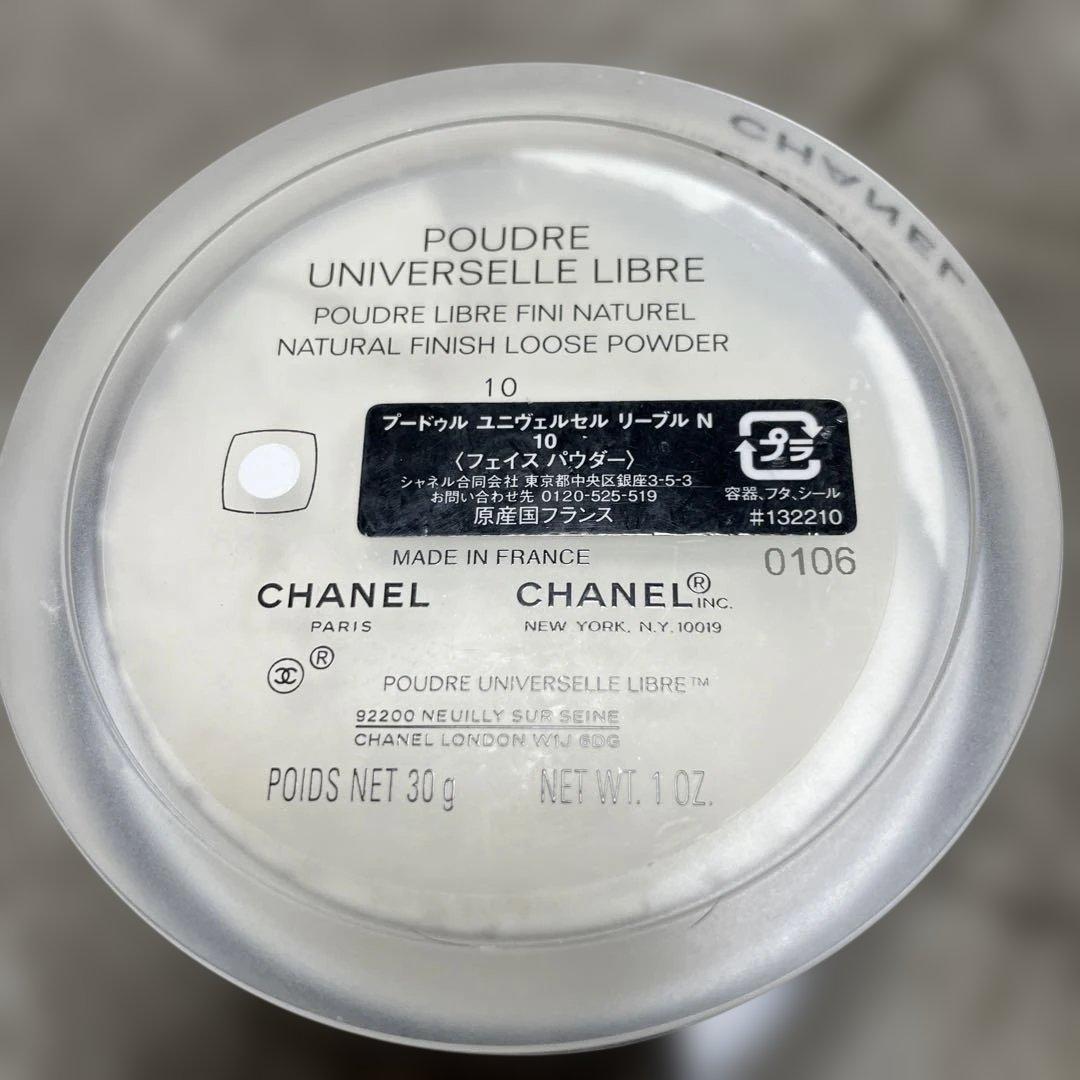 CHANEL
POUDRE
UNIVERSELLE LIBRE
POUDRE LIBRE FINI NATUREL
NATURAL FINISH LOOSE POWDER
10
プードゥル ユニヴェルセル リーブル N
10
〈フェイス パウダー〉
シャネル合同会社 東京都中央区銀座3-5-3
お問い合わせ先 0120-525-519
原産国フランス
プラ
容器、フタ、シール
#132210
MADE IN FRANCE
0106
CHANEL
PARIS
CHANEL® INC.
NEW YORK, N.Y. 10019
®
POUDRE UNIVERSELLE LIBRE™
92200 NEUILLY SUR SEINE
CHANEL LONDON W1J 6DG
POIDS NET 30 g NET WT. 1 OZ.